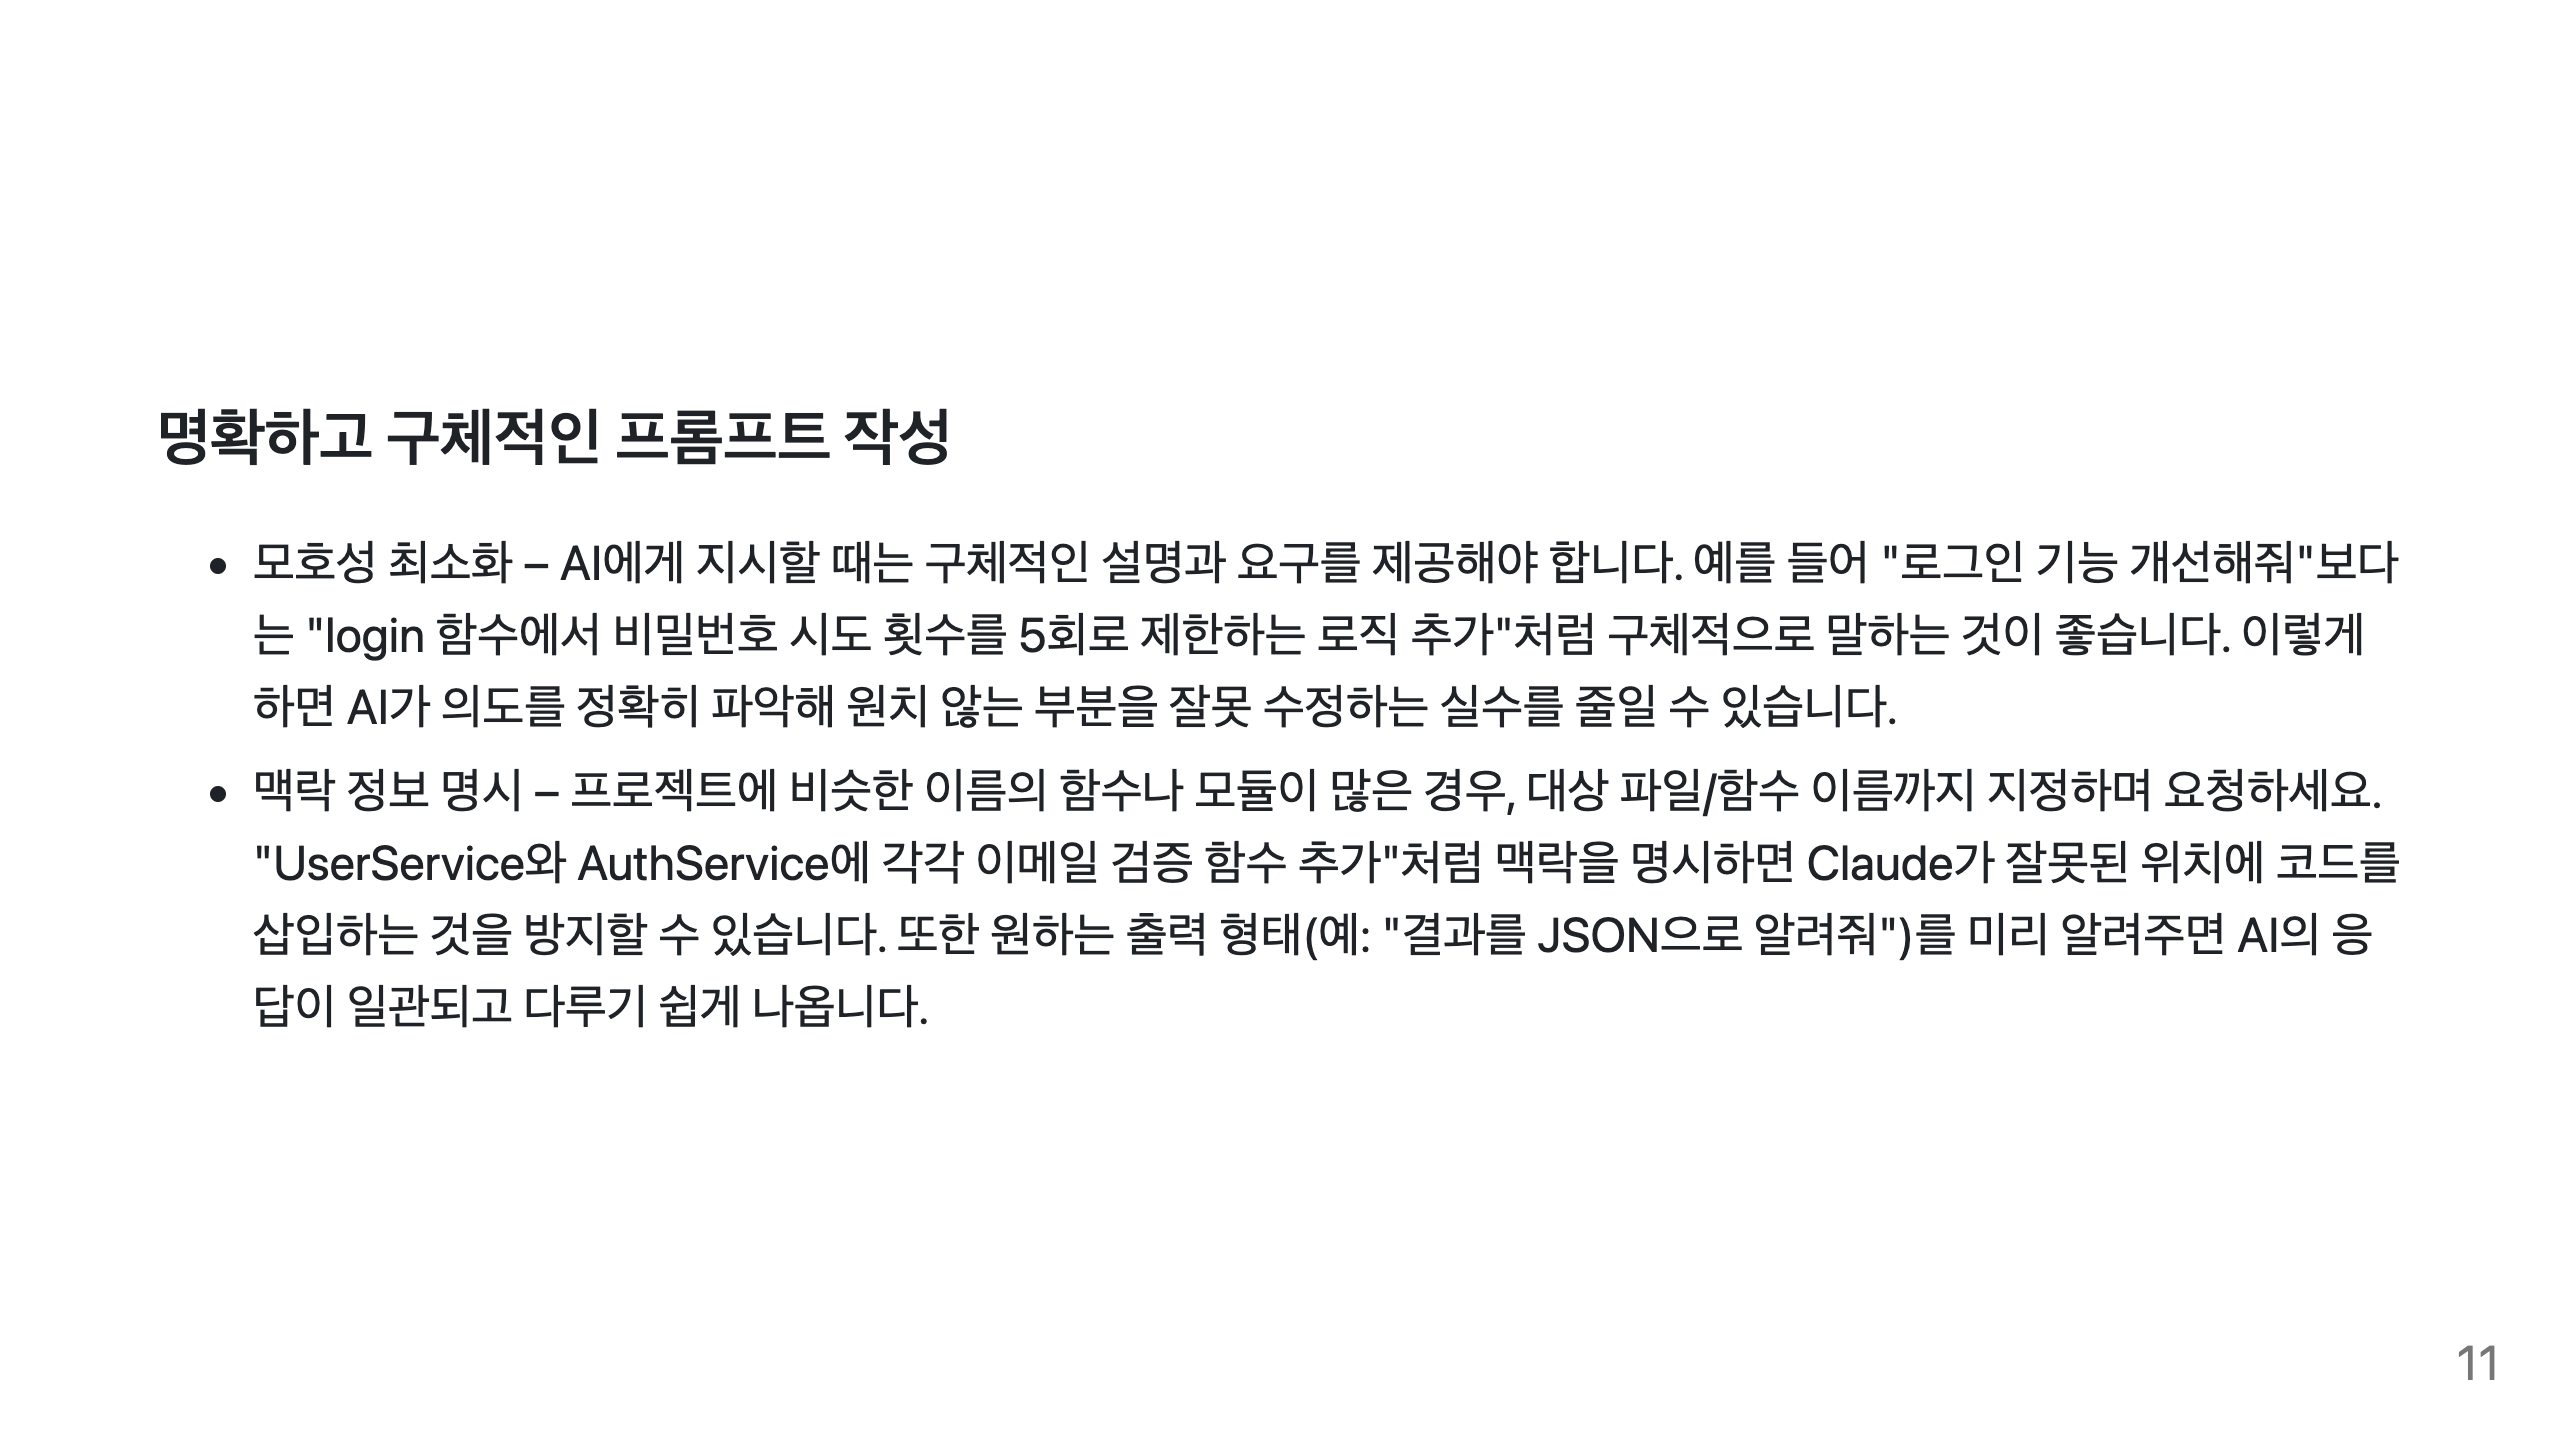 명확하고 구체적인 프롬프트 작성
• 모호성 최소화 – AI에게 지시할 때는 구체적인 설명과 요구를 제공해야 합니다. 예를 들어 "로그인 기능 개선해줘"보다
는 "login 함수에서 비밀번호 시도 횟수를 5회로 제한하는 로직 추가"처럼 구체적으로 말하는 것이 좋습니다. 이렇게
하면 AI가 의도를 정확히 파악해 원치 않는 부분을 잘못 수정하는 실수를 줄일 수 있습니다.
• 맥락 정보 명시 – 프로젝트에 비슷한 이름의 함수나 모듈이 많은 경우, 대상 파일/함수 이름까지 지정하며 요청하세요.
"UserService와 AuthService에 각각 이메일 검증 함수 추가"처럼 맥락을 명시하면 Claude가 잘못된 위치에 코드를
삽입하는 것을 방지할 수 있습니다. 또한 원하는 출력 형태(예: "결과를 JSON으로 알려줘")를 미리 알려주면 AI의 응
답이 일관되고 다루기 쉽게 나옵니다.
11